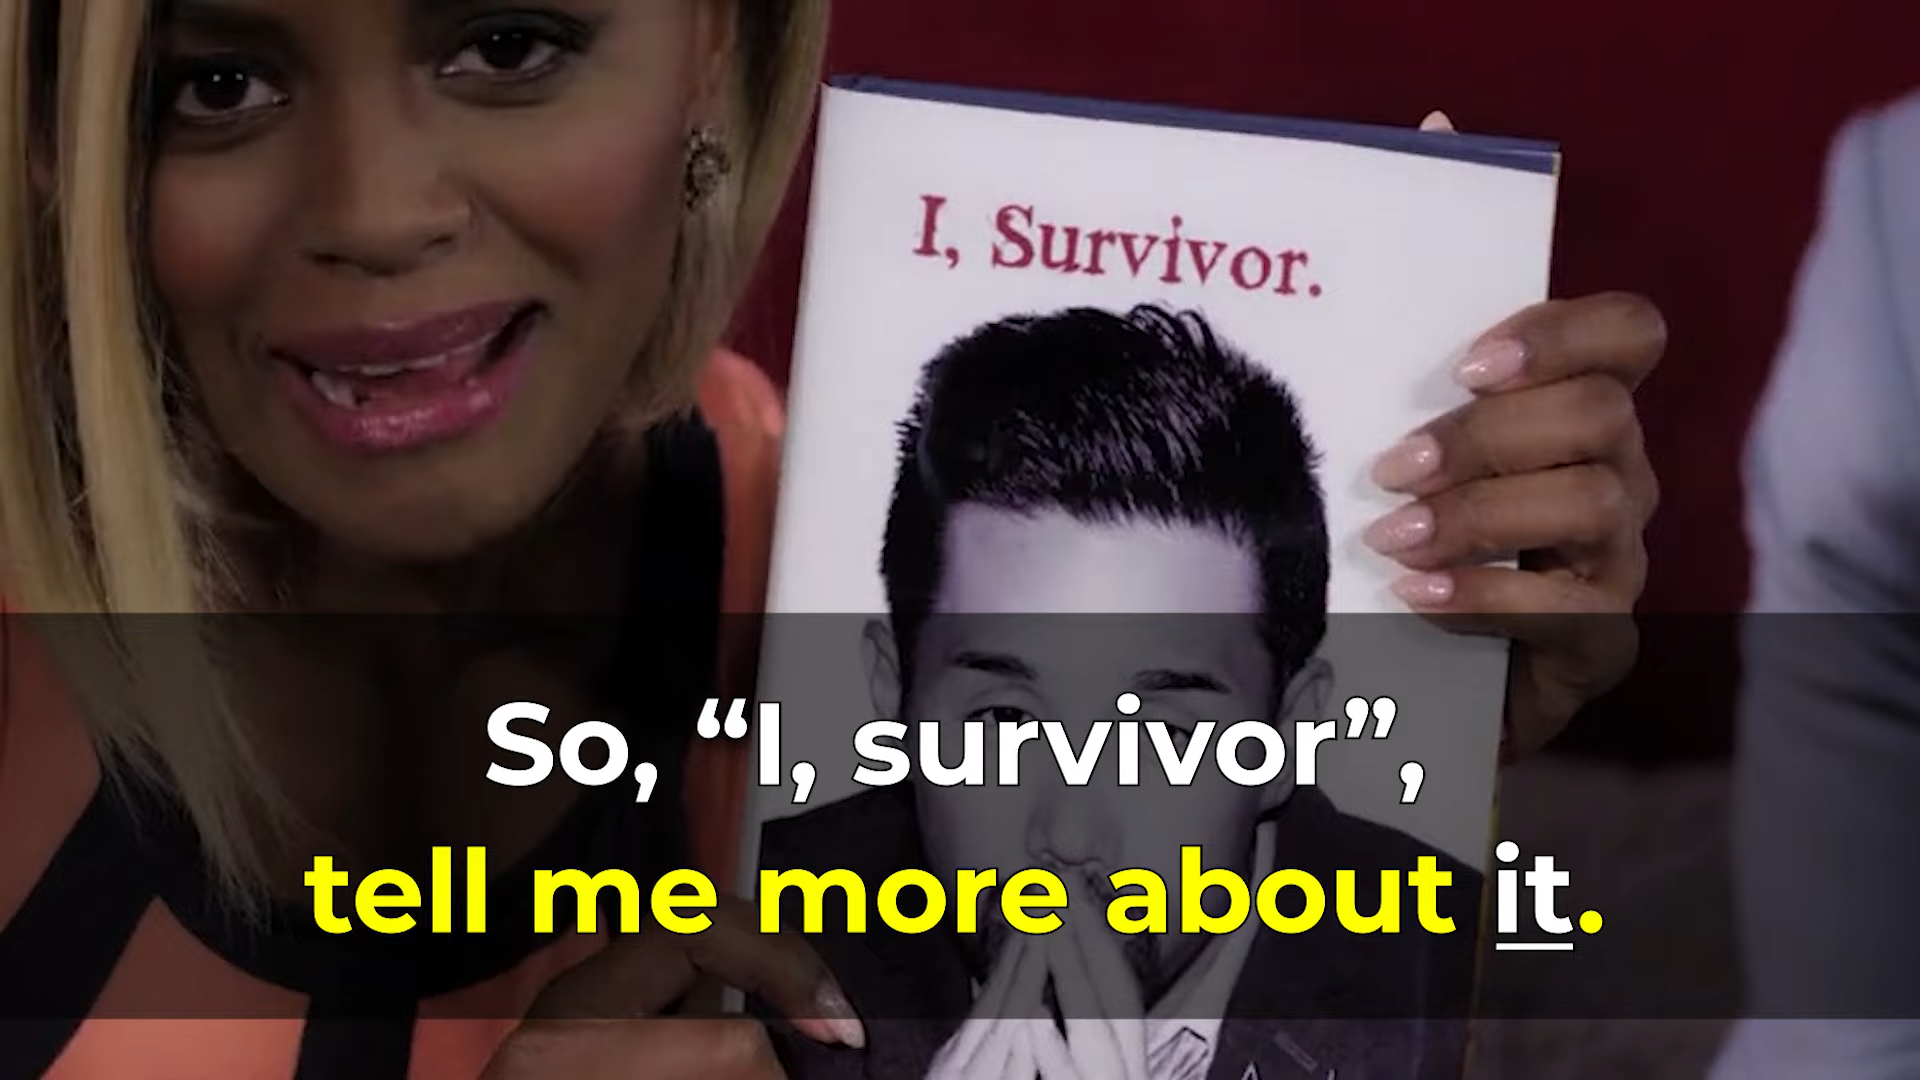 I, Survivor.
So, “I, survivor”,
tell me more about it.